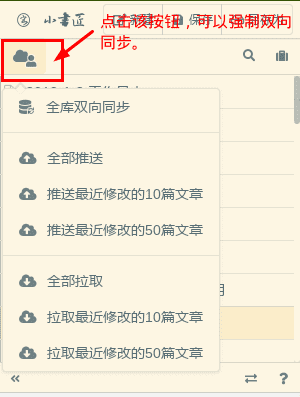 小書匠
点击该按钮，可以强制双向
同步。
全库双向同步
全部推送
推送最近修改的10篇文章
推送最近修改的50篇文章
全部拉取
拉取最近修改的10篇文章
拉取最近修改的50篇文章